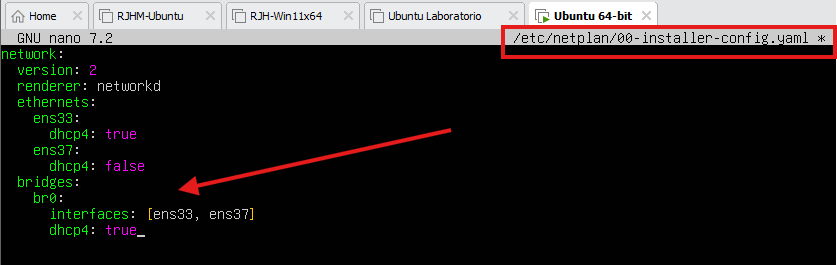 Home RJHM-Ubuntu RJH-Win11x64 Ubuntu Laboratorio Ubuntu 64-bit
GNU nano 7.2 /etc/netplan/00-installer-config.yaml *
network:
  version: 2
  renderer: networkd
  ethernets:
    ens33:
      dhcp4: true
    ens37:
      dhcp4: false
  bridges:
    br0:
      interfaces: [ens33, ens37]
      dhcp4: true_